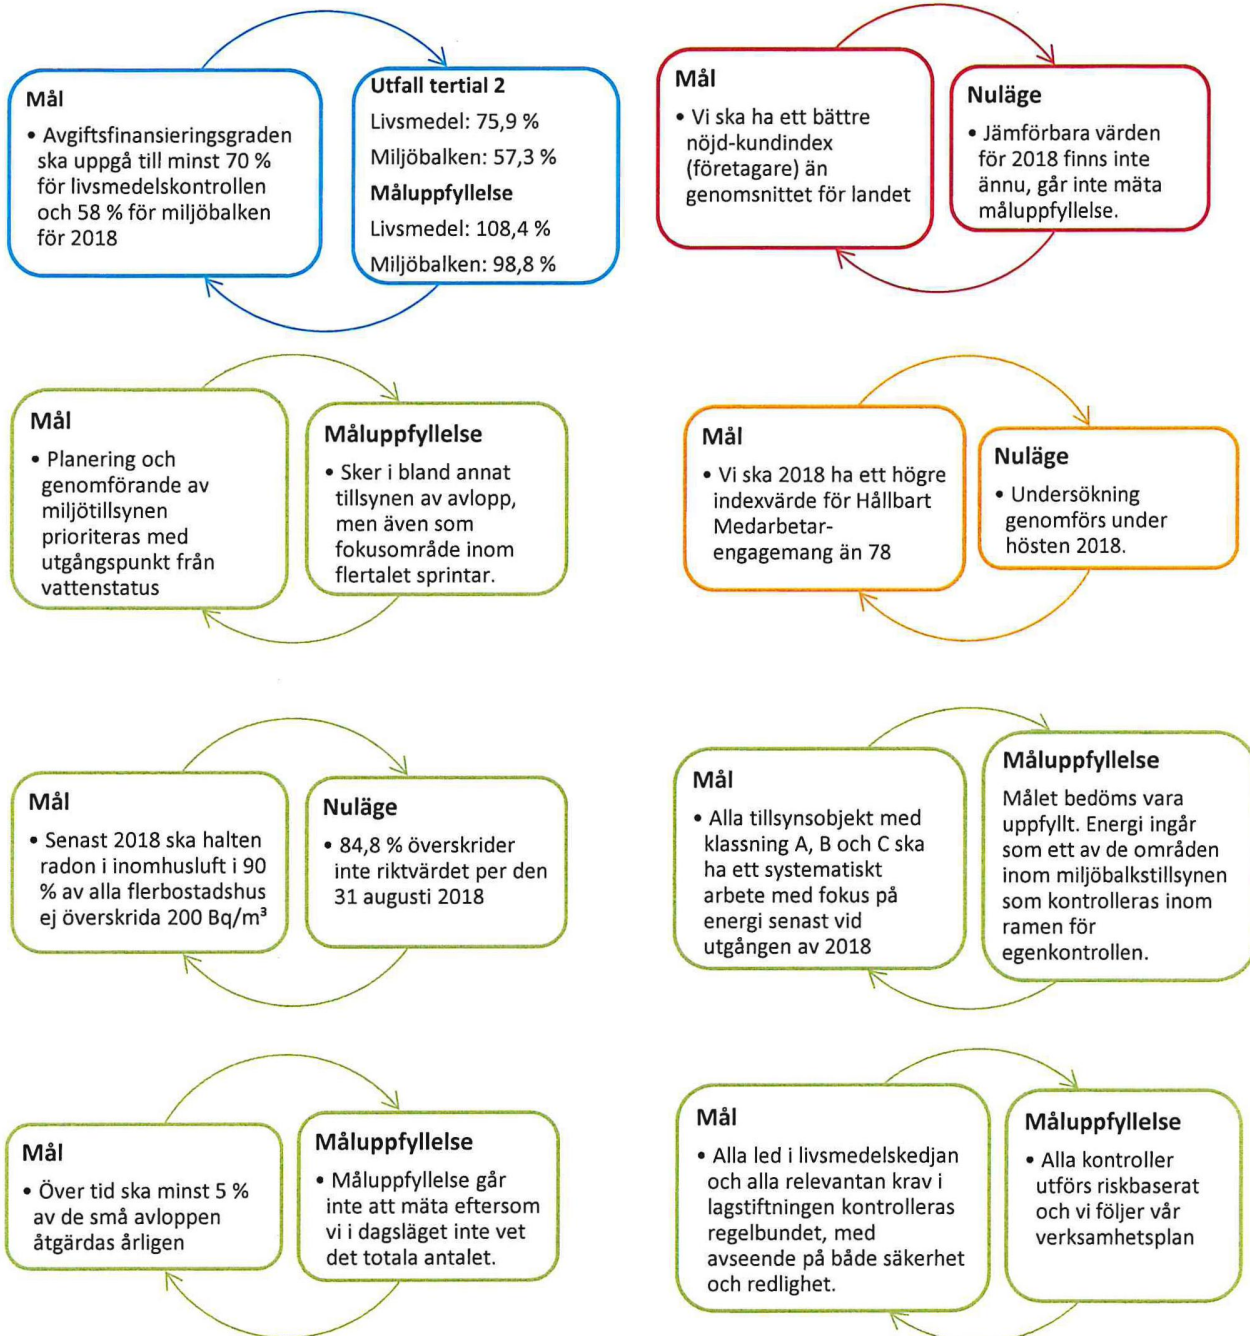 Mål
• Avgiftsfinansieringsgraden
ska uppgå till minst 70 %
för livsmedelskontrollen
och 58 % för miljöbalken
för 2018
Utfall tertial 2
Livsmedel: 75,9 %
Miljöbalken: 57,3 %
Måluppfyllelse
Livsmedel: 108,4 %
Miljöbalken: 98,8 %
Mål
• Vi ska ha ett bättre
nöjd-kundindex
(företagare) än
genomsnittet för landet
Nuläge
• Jämförbara värden
för 2018 finns inte
ännu, går inte mäta
måluppfyllelse.
Mål
• Planering och
genomförande av
miljötillsynen
prioriteras med
utgångspunkt från
vattenstatus
Måluppfyllelse
• Sker i bland annat
tillsynen av avlopp,
men även som
fokusområde inom
flertalet sprintar.
Mål
• Vi ska 2018 ha ett högre
indexvärde för Hållbart
Medarbetar-
engagemang än 78
Nuläge
• Undersökning
genomförs under
hösten 2018.
Mål
• Senast 2018 ska halten
radon i inomhusluft i 90
% av alla flerbostadshus
ej överskrida 200 Bq/m³
Nuläge
• 84,8 % överskrider
inte riktvärdet per den
31 augusti 2018
Mål
• Alla tillsynsobjekt med
klassning A, B och C ska
ha ett systematiskt
arbete med fokus på
energi senast vid
utgången av 2018
Måluppfyllelse
Målet bedöms vara
uppfyllt. Energi ingår
som ett av de områden
inom miljöbalkstillsynen
som kontrolleras inom
ramen för
egenkontrollen.
Mål
• Över tid ska minst 5 %
av de små avloppen
åtgärdas årligen
Måluppfyllelse
• Måluppfyllelse går
inte att mäta eftersom
vi i dagsläget inte vet
det totala antalet.
Mål
• Alla led i livsmedelskedjan
och alla relevantan krav i
lagstiftningen kontrolleras
regelbundet, med
avseende på både säkerhet
och redlighet.
Måluppfyllelse
• Alla kontroller
utförs riskbaserat
och vi följer vår
verksamhetsplan